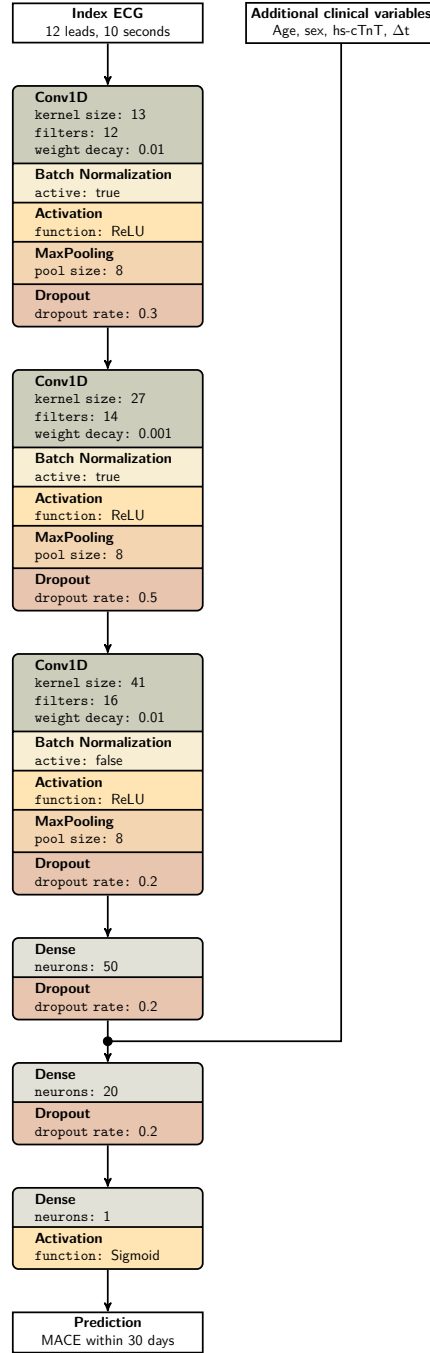 Index ECG
12 leads, 10 seconds
Additional clinical variables
Age, sex, hs-cTnT, Δt
Conv1D
kernel size: 13
filters: 12
weight decay: 0.01
Batch Normalization
active: true
Activation
function: ReLU
MaxPooling
pool size: 8
Dropout
dropout rate: 0.3
Conv1D
kernel size: 27
filters: 14
weight decay: 0.001
Batch Normalization
active: true
Activation
function: ReLU
MaxPooling
pool size: 8
Dropout
dropout rate: 0.5
Conv1D
kernel size: 41
filters: 16
weight decay: 0.01
Batch Normalization
active: false
Activation
function: ReLU
MaxPooling
pool size: 8
Dropout
dropout rate: 0.2
Dense
neurons: 50
Dropout
dropout rate: 0.2
Dense
neurons: 20
Dropout
dropout rate: 0.2
Dense
neurons: 1
Activation
function: Sigmoid
Prediction
MACE within 30 days